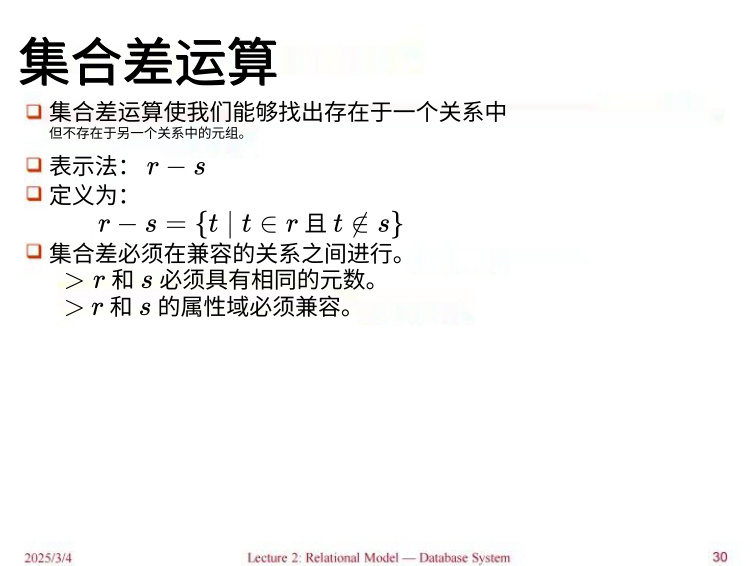 集合差运算
集合差运算使我们能够找出存在于一个关系中
但不存在于另一个关系中的元组。
表示法： r − s
定义为：
r − s = {t | t ∈ r 且 t ∉ s}
集合差必须在兼容的关系之间进行。
> r 和 s 必须具有相同的元数。
> r 和 s 的属性域必须兼容。
2025/3/4 Lecture 2: Relational Model — Database System 30